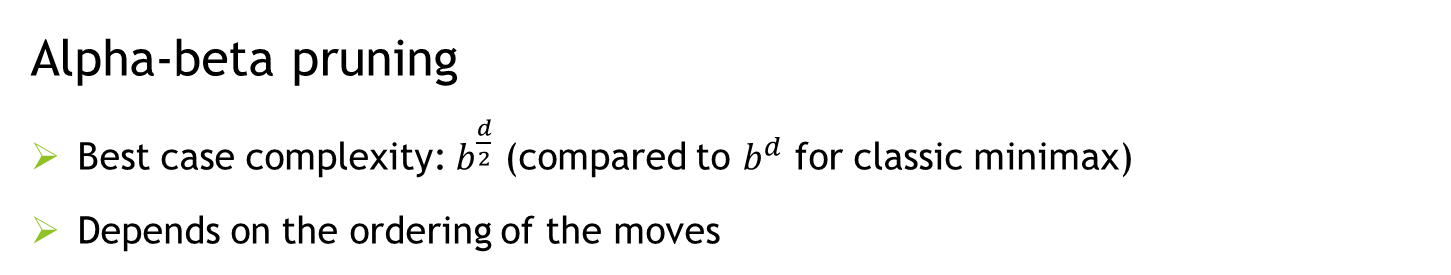 Alpha-beta pruning
➢ Best case complexity: $b^{\frac{d}{2}}$ (compared to $b^d$ for classic minimax)
➢ Depends on the ordering of the moves